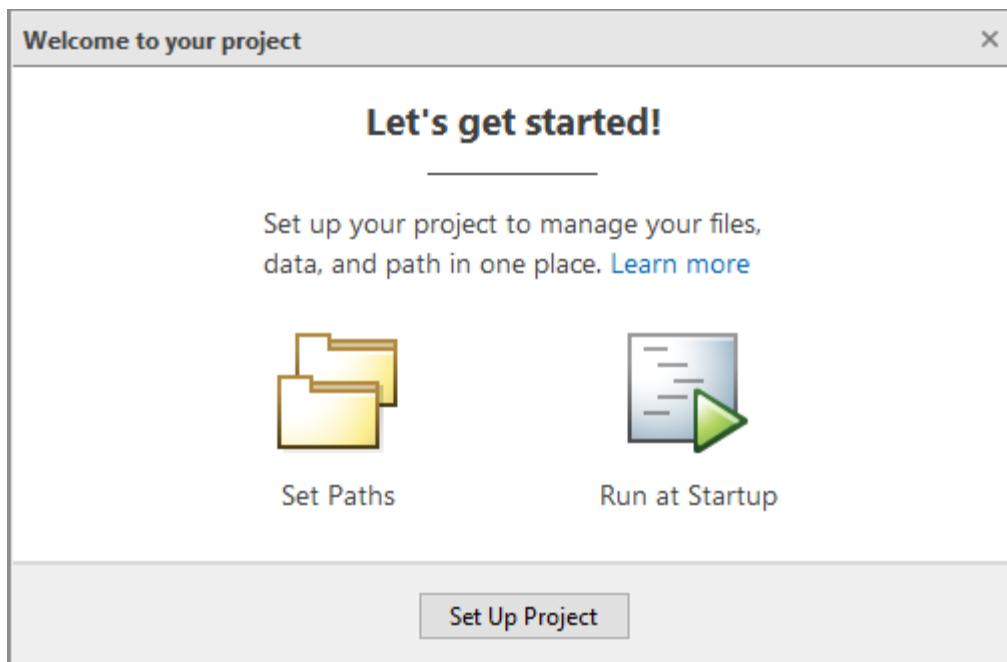 Welcome to your project
Let's get started!
Set up your project to manage your files,
data, and path in one place. Learn more
Set Paths
Run at Startup
Set Up Project